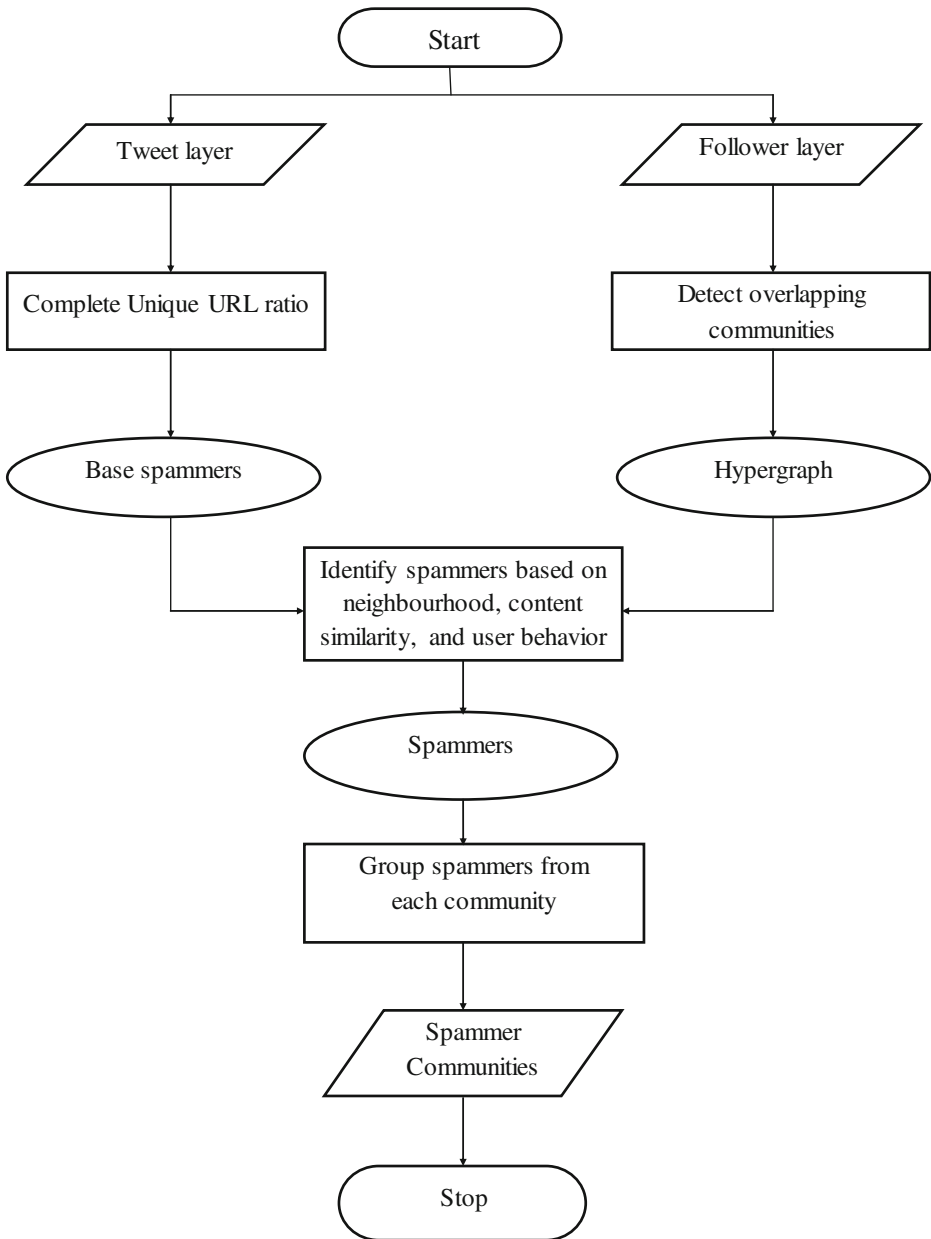 Start
Tweet layer
Follower layer
Complete Unique URL ratio
Detect overlapping
communities
Base spammers
Hypergraph
Identify spammers based on
neighbourhood, content
similarity, and user behavior
Spammers
Group spammers from
each community
Spammer
Communities
Stop